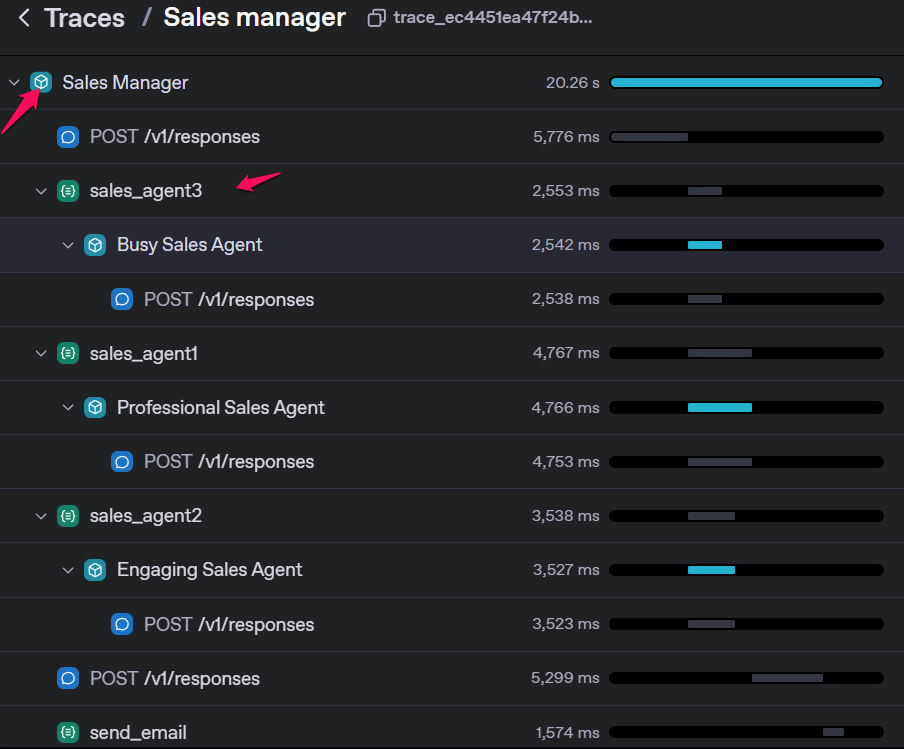 Traces / Sales manager trace_ec4451ea47f24b...
Sales Manager 20.26 s
POST /v1/responses 5,776 ms
sales_agent3 2,553 ms
Busy Sales Agent 2,542 ms
POST /v1/responses 2,538 ms
sales_agent1 4,767 ms
Professional Sales Agent 4,766 ms
POST /v1/responses 4,753 ms
sales_agent2 3,538 ms
Engaging Sales Agent 3,527 ms
POST /v1/responses 3,523 ms
POST /v1/responses 5,299 ms
send_email 1,574 ms